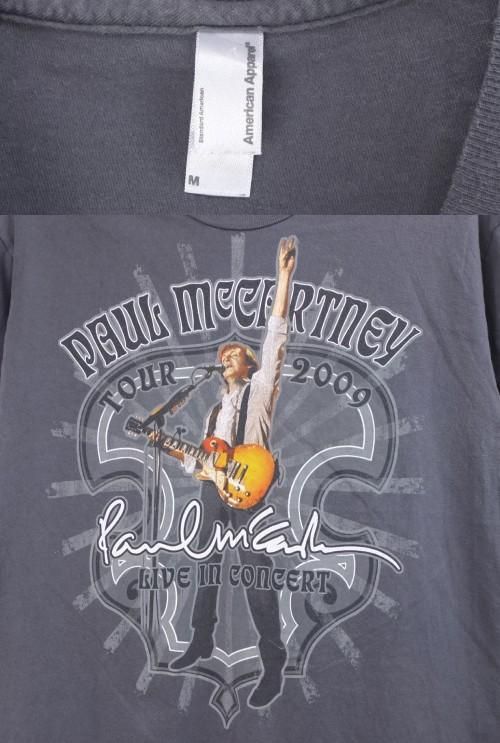 American Apparel®
Standard American
M
PAUL McCARTNEY
TOUR 2009
Paul McCartney
LIVE IN CONCERT